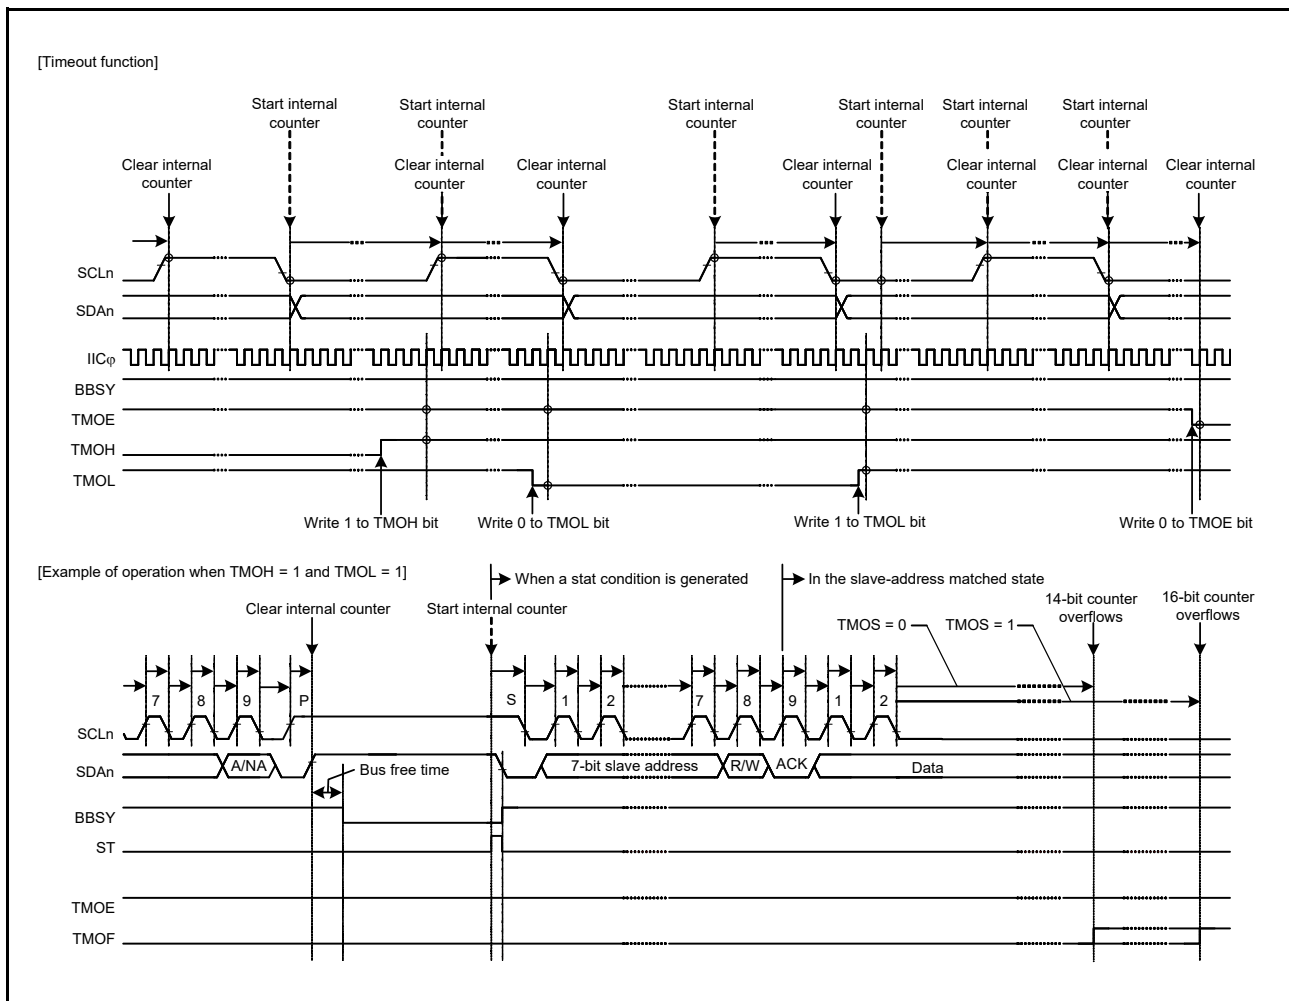 [Timeout function]
Start internal counter
Start internal counter
Start internal counter
Start internal counter
Start internal counter
Start internal counter
Clear internal counter
Clear internal counter
Clear internal counter
Clear internal counter
Clear internal counter
Clear internal counter
Clear internal counter
SCLn
SDAn
IICφ
BBSY
TMOE
TMOH
TMOL
Write 1 to TMOH bit
Write 0 to TMOL bit
Write 1 to TMOL bit
Write 0 to TMOE bit
[Example of operation when TMOH = 1 and TMOL = 1]
When a stat condition is generated
In the slave-address matched state
Clear internal counter
Start internal counter
14-bit counter overflows
16-bit counter overflows
TMOS = 0
TMOS = 1
7 8 9 P S 1 2 7 8 9 1 2
SCLn
SDAn
A/NA
Bus free time
7-bit slave address
R/W
ACK
Data
BBSY
ST
TMOE
TMOF